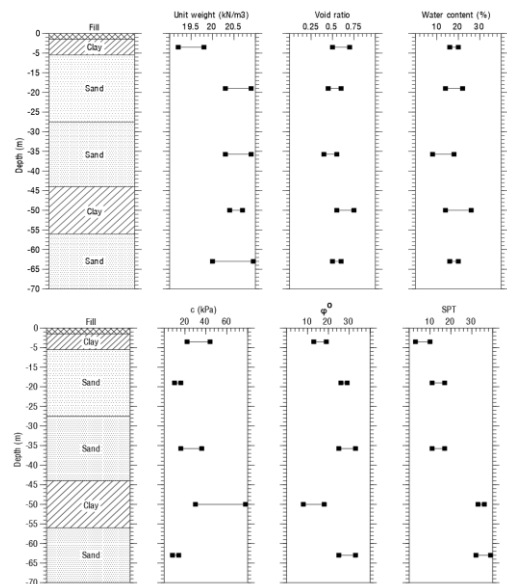 Fill Unit weight (kN/m3) Void ratio Water content (%)
19.5 20.5 0.25 0.5 0.75 10 20 30
19 20 21
0
Clay
-5
-10
-15
Sand
-20
-25
-30
-35
Sand
-40
-45
Clay
-50
-55
-60
Sand
-65
-70
Depth (m)
Fill c (kPa) φo SPT
20 40 60 10 20 30 10 20 30
0
Clay
-5
-10
-15
Sand
-20
-25
-30
-35
Sand
-40
-45
Clay
-50
-55
-60
Sand
-65
-70
Depth (m)